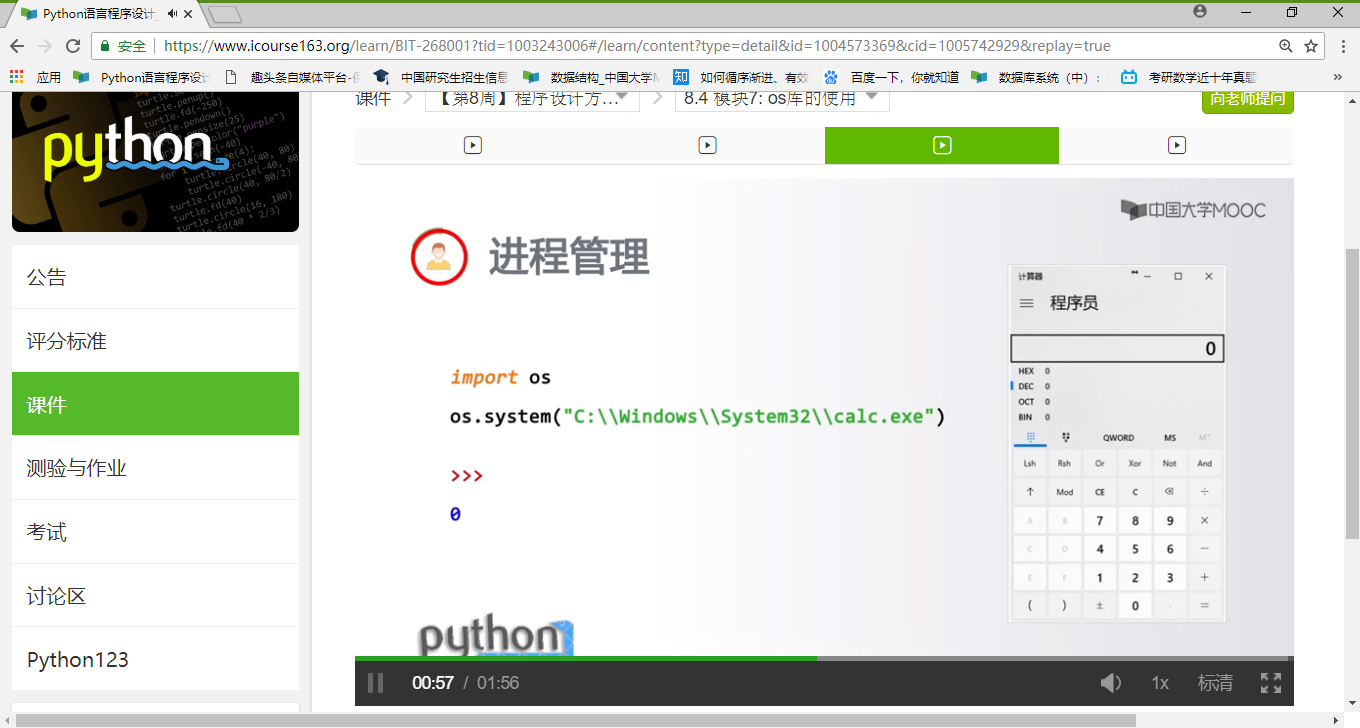 Python语言程序设计_
安全 https://www.icourse163.org/learn/BIT-268001?tid=1003243006#/learn/content?type=detail&id=1004573369&cid=1005742929&replay=true
应用 Python语言程序设计 趣头条自媒体平台- 中国研究生招生信息 数据结构_中国大学M 知 如何循序渐进、有效 百度一下，你就知道 数据库系统（中）: 考研数学近十年真题 »
课件 【第8周】程序设计方... 8.4 模块7: os库的使用 向老师提问
turtle.penup()
turtle.fd(-250)
turtle.pendown()
python
公告
评分标准
课件
测验与作业
考试
讨论区
Python123
中国大学MOOC
进程管理
import os
os.system("C:\\Windows\\System32\\calc.exe")
>>>
0
python
计算器
程序员
0
HEX 0
DEC 0
OCT 0
BIN 0
QWORD MS M˅
Lsh Rsh Or Xor Not And
↑ Mod CE C ⌫ ÷
A B 7 8 9 ×
C D 4 5 6 −
E F 1 2 3 +
( ) ± 0 . =
00:57 / 01:56 1x 标清